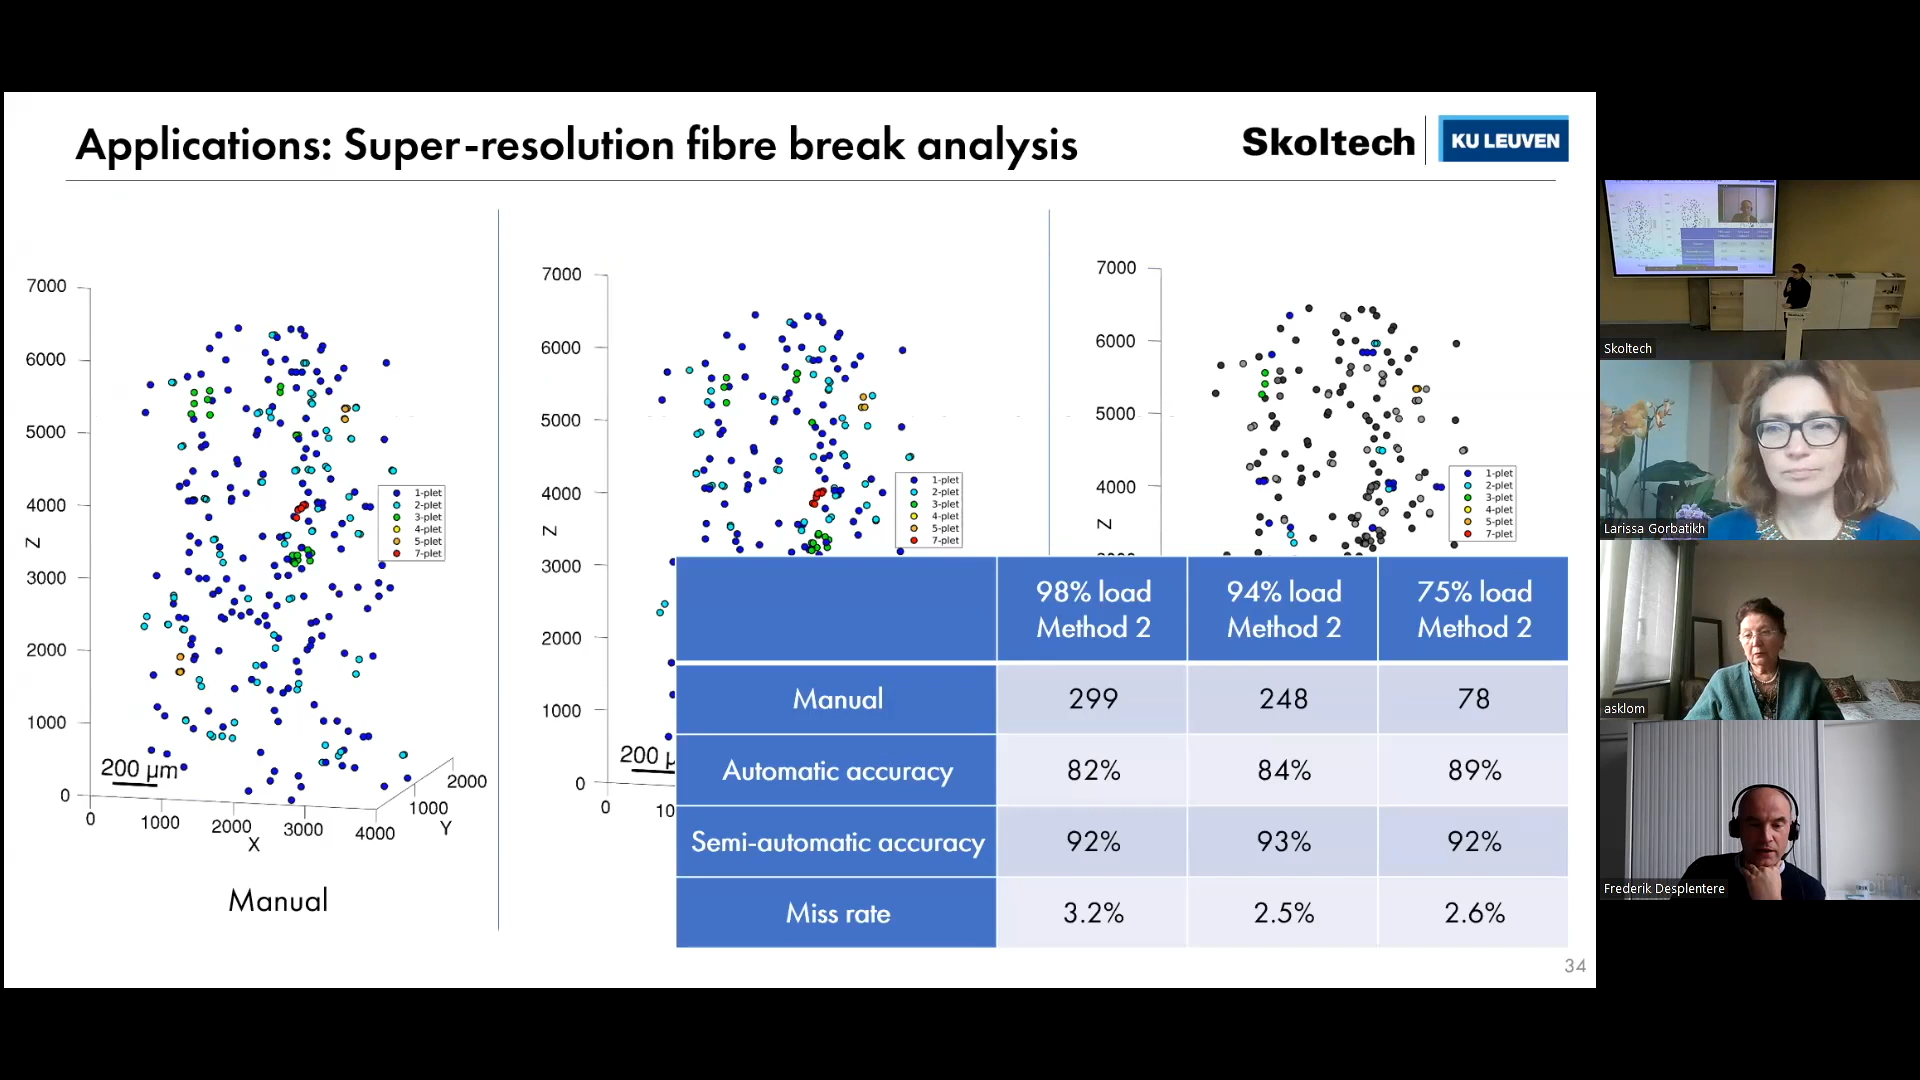 Applications: Super-resolution fibre break analysis
Skoltech
KU LEUVEN
7000
6000
5000
4000
3000
2000
1000
0
Z
0
1000
2000
3000
4000
X
1000
2000
Y
200 µm
1-plet
2-plet
3-plet
4-plet
5-plet
7-plet
Manual
7000
6000
5000
4000
3000
2000
1000
0
Z
0
10
200 µ
1-plet
2-plet
3-plet
4-plet
5-plet
7-plet
7000
6000
5000
4000
Z
1-plet
2-plet
3-plet
4-plet
5-plet
7-plet
98% load Method 2
94% load Method 2
75% load Method 2
Manual 299 248 78
Automatic accuracy 82% 84% 89%
Semi-automatic accuracy 92% 93% 92%
Miss rate 3.2% 2.5% 2.6%
34
Skoltech
Larissa Gorbatikh
asklom
Frederik Desplentere